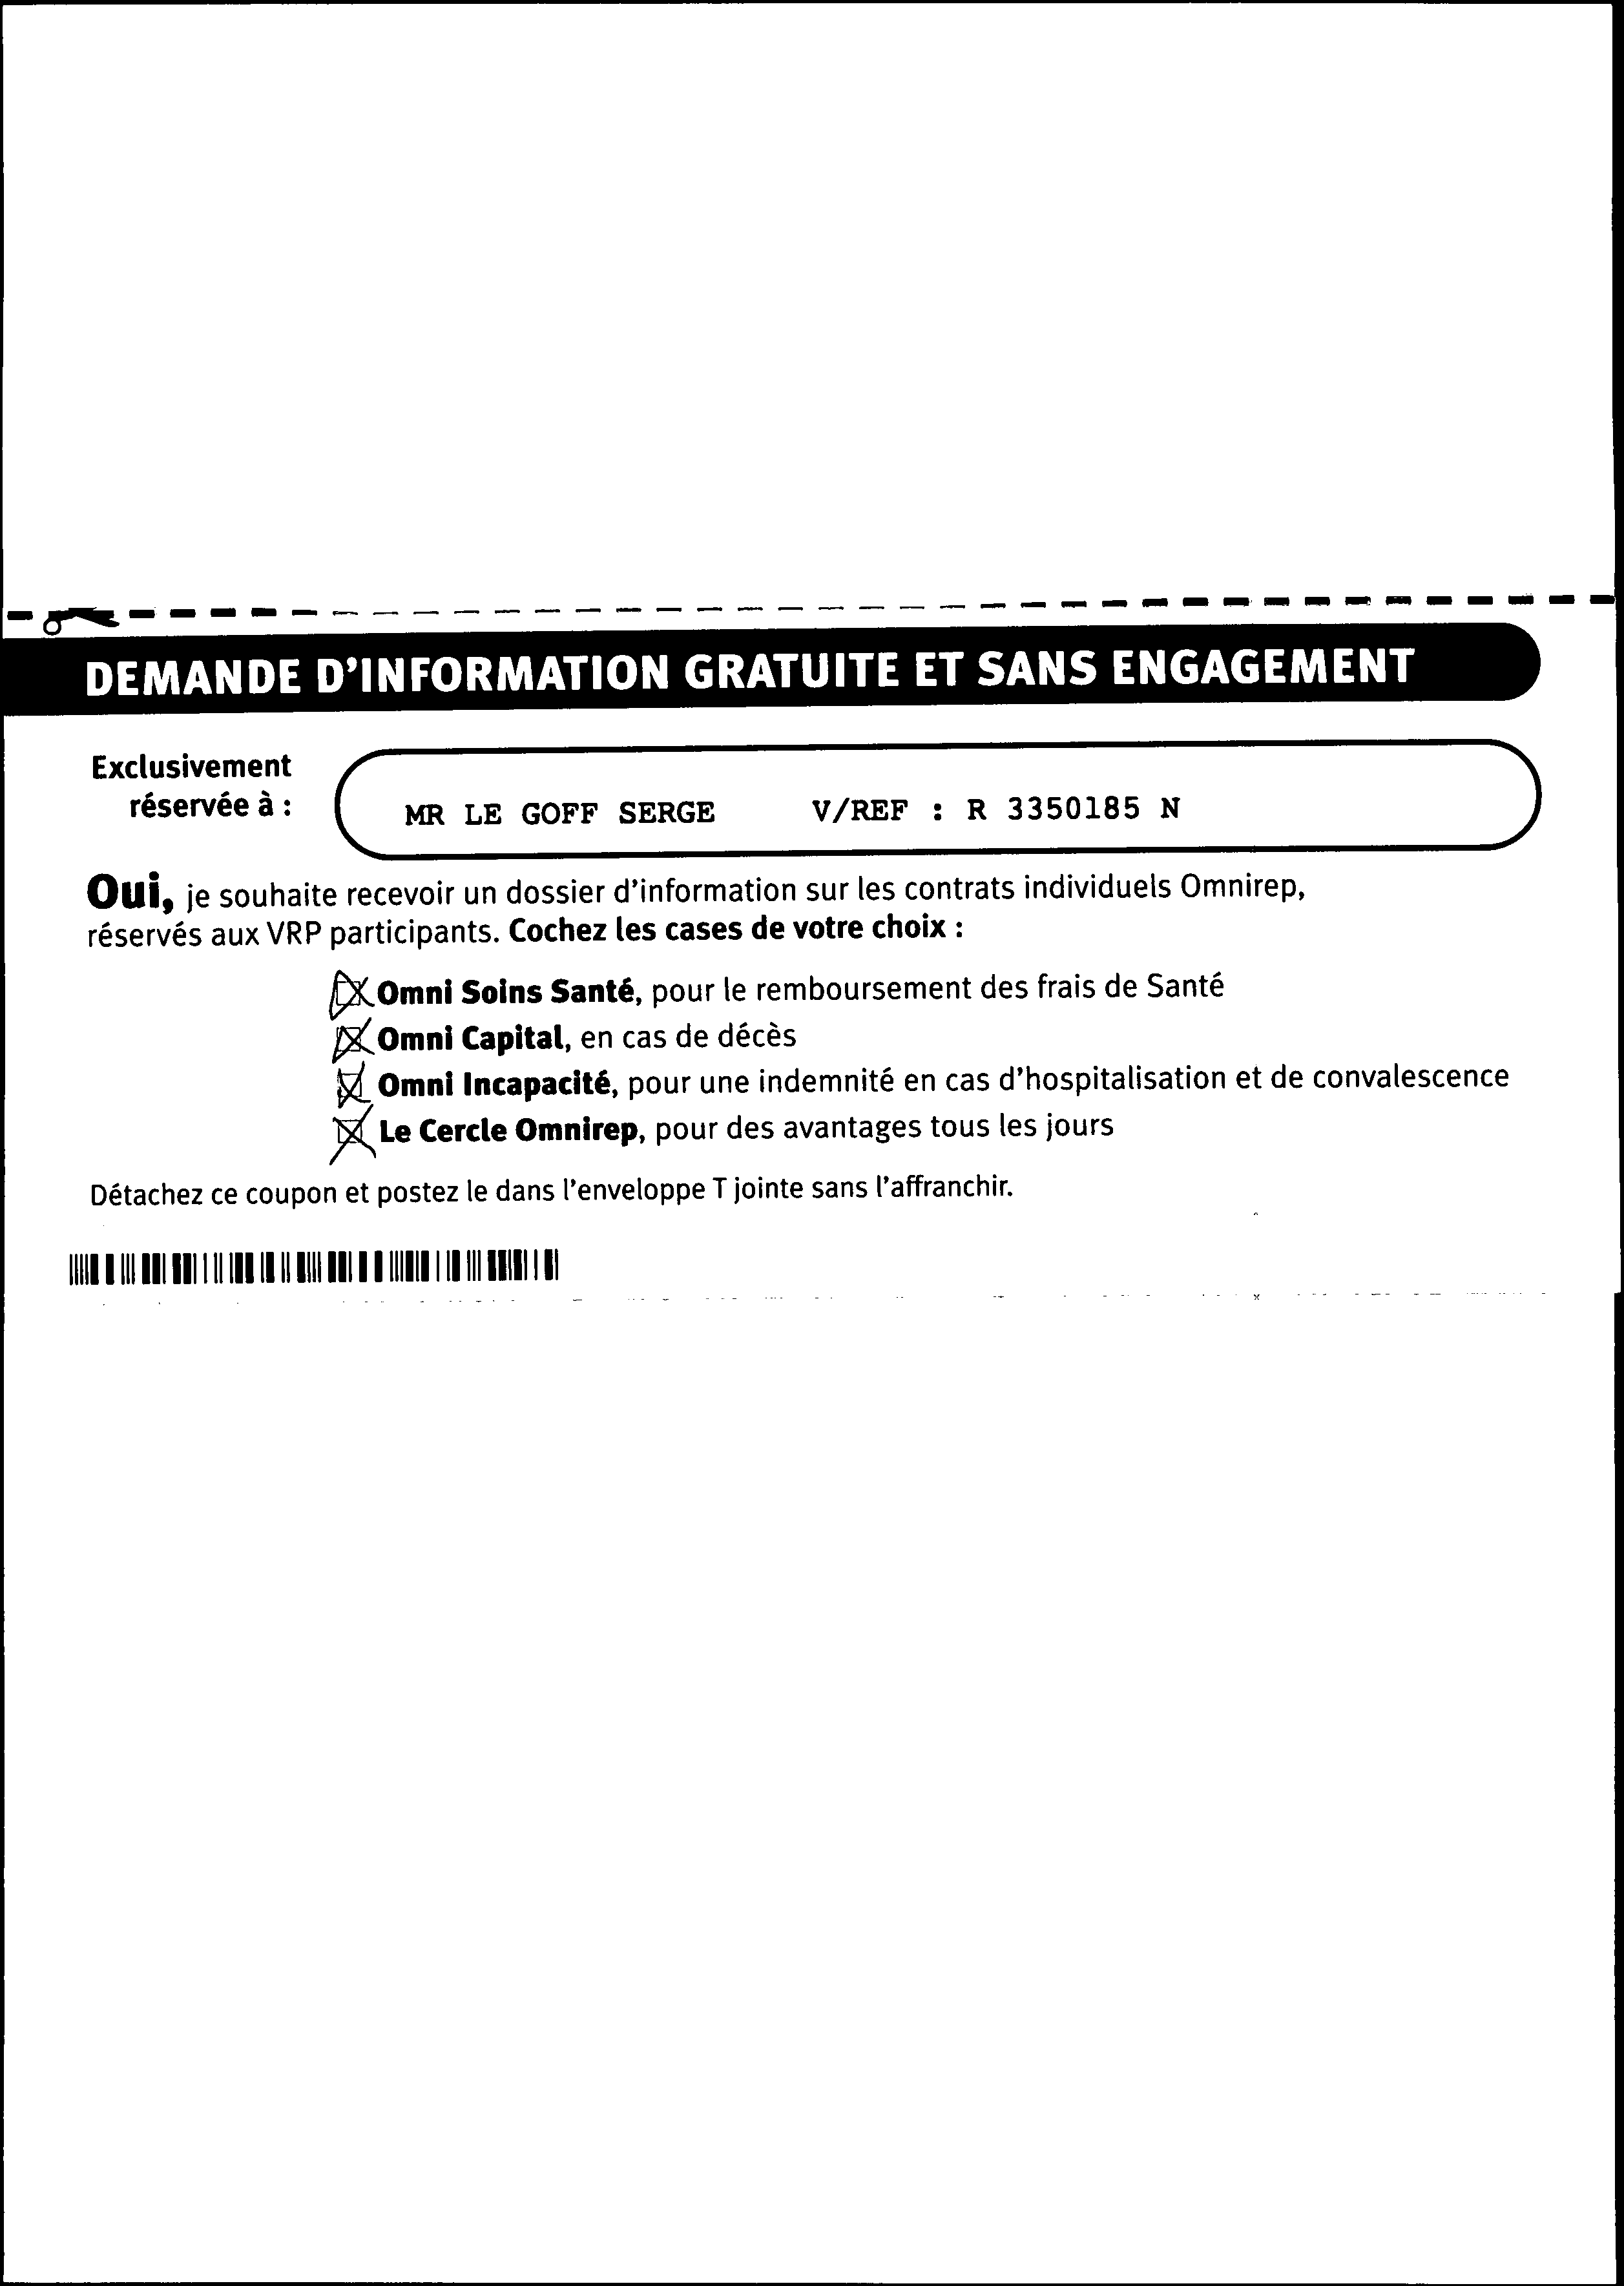 DEMANDE D'INFORMATION GRATUITE ET SANS ENGAGEMENT
Exclusivement
réservée à :
MR LE GOFF SERGE V/REF : R 3350185 N
Oui, je souhaite recevoir un dossier d'information sur les contrats individuels Omnirep,
réservés aux VRP participants. Cochez les cases de votre choix :
Omni Soins Santé, pour le remboursement des frais de Santé
Omni Capital, en cas de décès
Omni Incapacité, pour une indemnité en cas d'hospitalisation et de convalescence
Le Cercle Omnirep, pour des avantages tous les jours
Détachez ce coupon et postez le dans l'enveloppe T jointe sans l'affranchir.